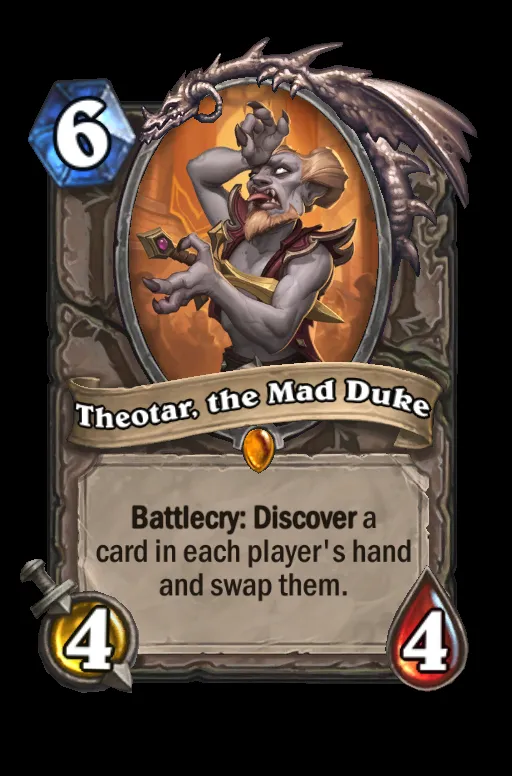 6
Theotar, the Mad Duke
Battlecry: Discover a
card in each player's hand
and swap them.
4
4